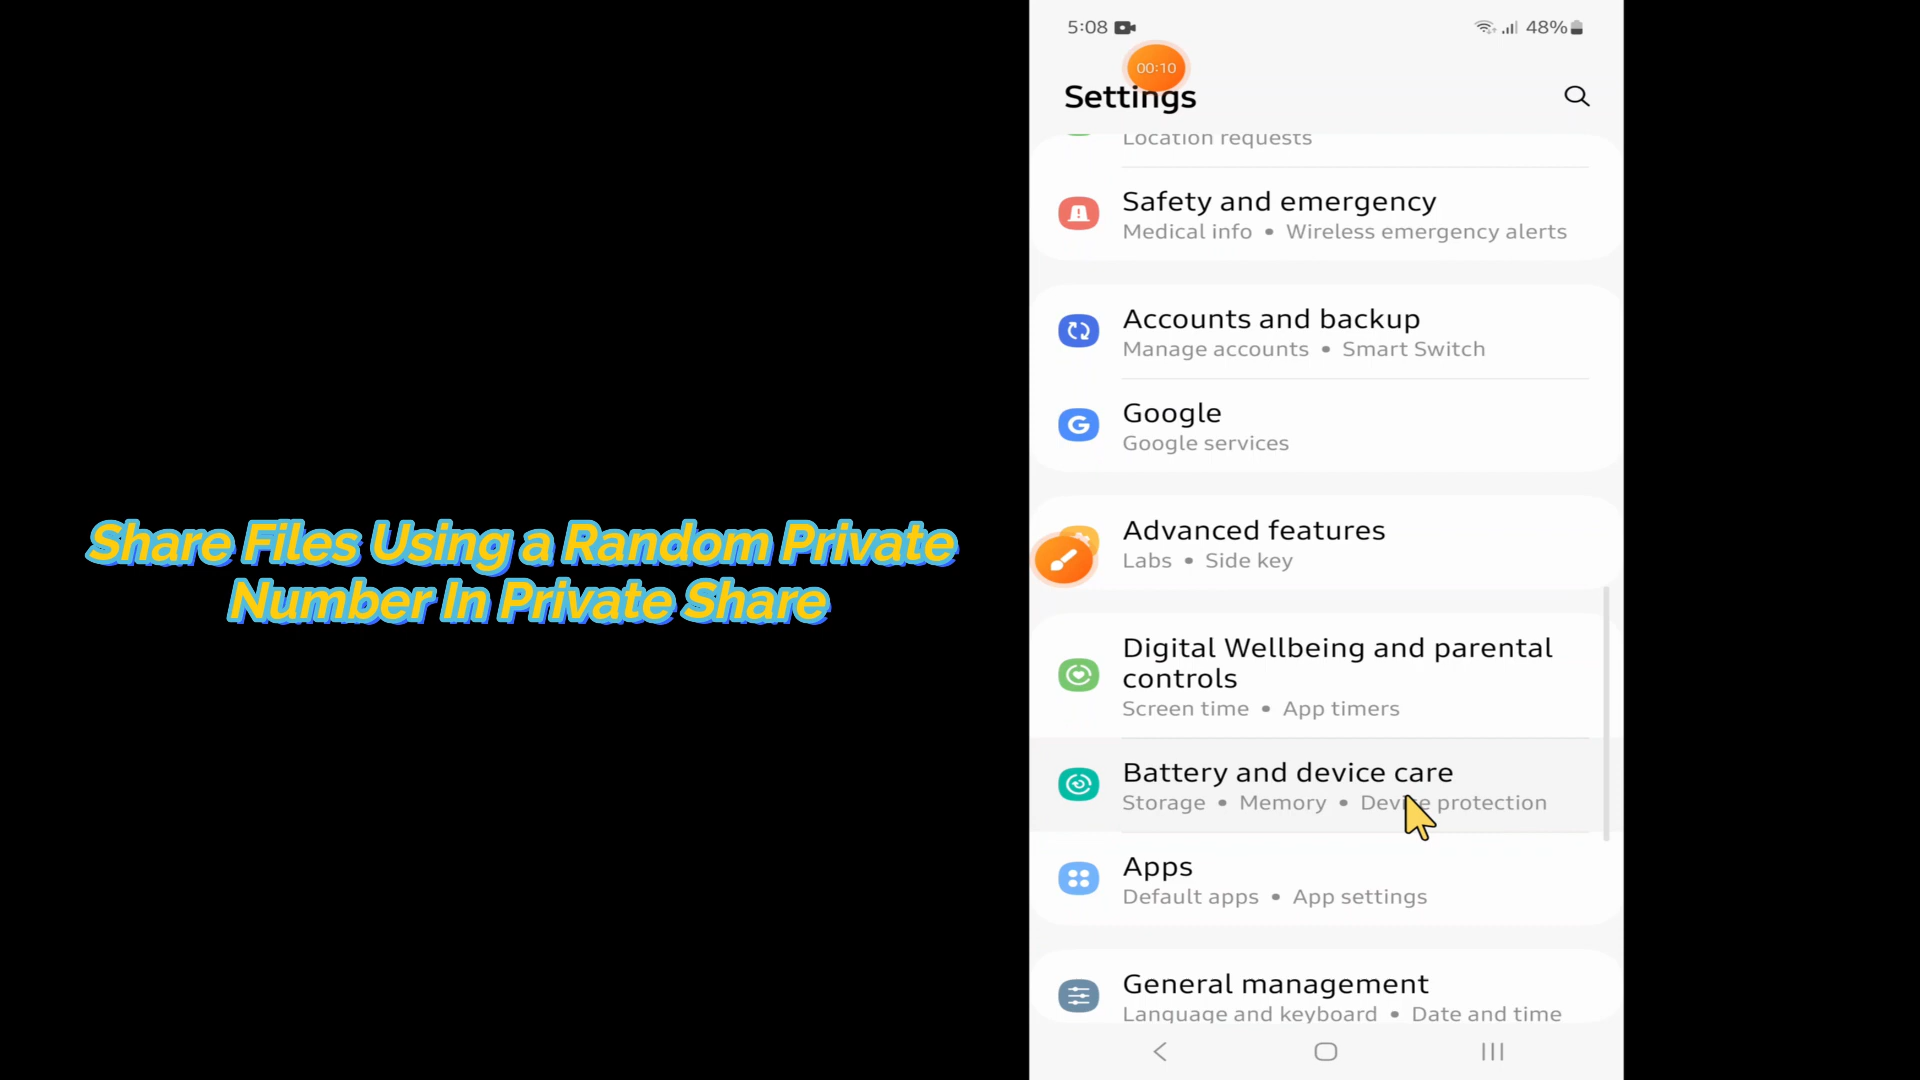 5:08
48%
00:10
Settings
Location requests
Safety and emergency
Medical info • Wireless emergency alerts
Accounts and backup
Manage accounts • Smart Switch
Google
Google services
Advanced features
Labs • Side key
Share Files Using a Random Private
Number In Private Share
Digital Wellbeing and parental
controls
Screen time • App timers
Battery and device care
Storage • Memory • Device protection
Apps
Default apps • App settings
General management
Language and keyboard • Date and time